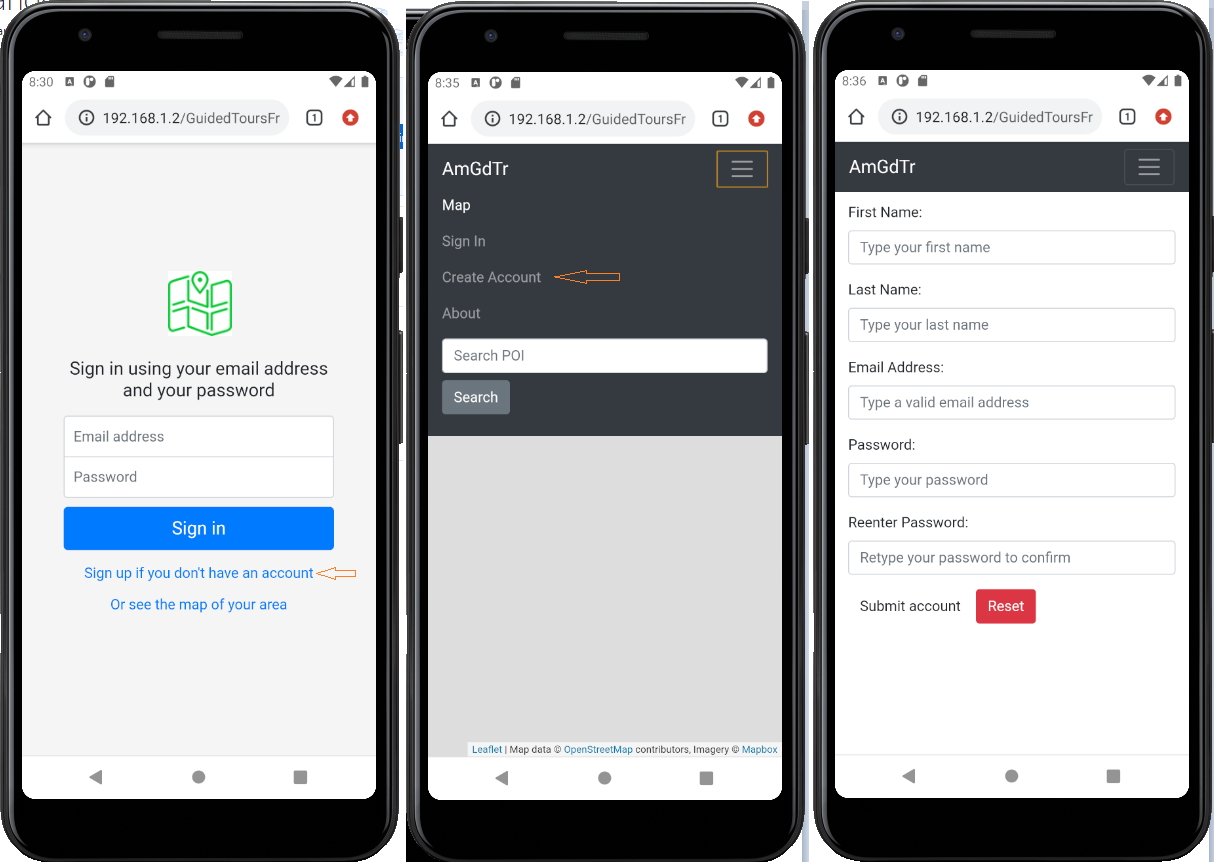 8:30
192.168.1.2/GuidedToursFr
1
Sign in using your email address
and your password
Email address
Password
Sign in
Sign up if you don't have an account
Or see the map of your area
8:35
192.168.1.2/GuidedToursFr
1
AmGdTr
Map
Sign In
Create Account
About
Search POI
Search
Leaflet | Map data © OpenStreetMap contributors, Imagery © Mapbox
8:36
192.168.1.2/GuidedToursFr
1
AmGdTr
First Name:
Type your first name
Last Name:
Type your last name
Email Address:
Type a valid email address
Password:
Type your password
Reenter Password:
Retype your password to confirm
Submit account
Reset